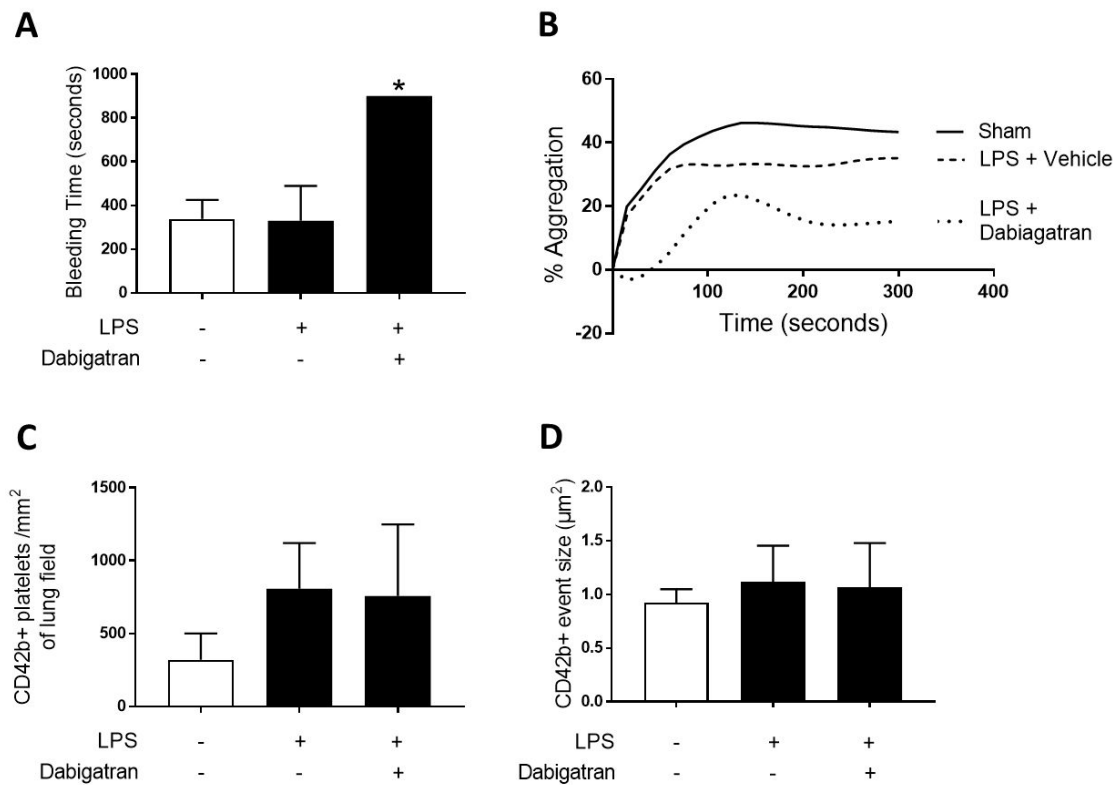 A
Bleeding Time (seconds)
1000
800
600
400
200
0
*
LPS - + +
Dabigatran - - +
B
% Aggregation
60
40
20
0
-20
100 200 300 400
Time (seconds)
Sham
LPS + Vehicle
LPS +
Dabiagatran
C
CD42b+ platelets /mm²
of lung field
1500
1000
500
0
LPS - + +
Dabigatran - - +
D
CD42b+ event size (µm²)
2.0
1.5
1.0
0.5
0.0
LPS - + +
Dabigatran - - +